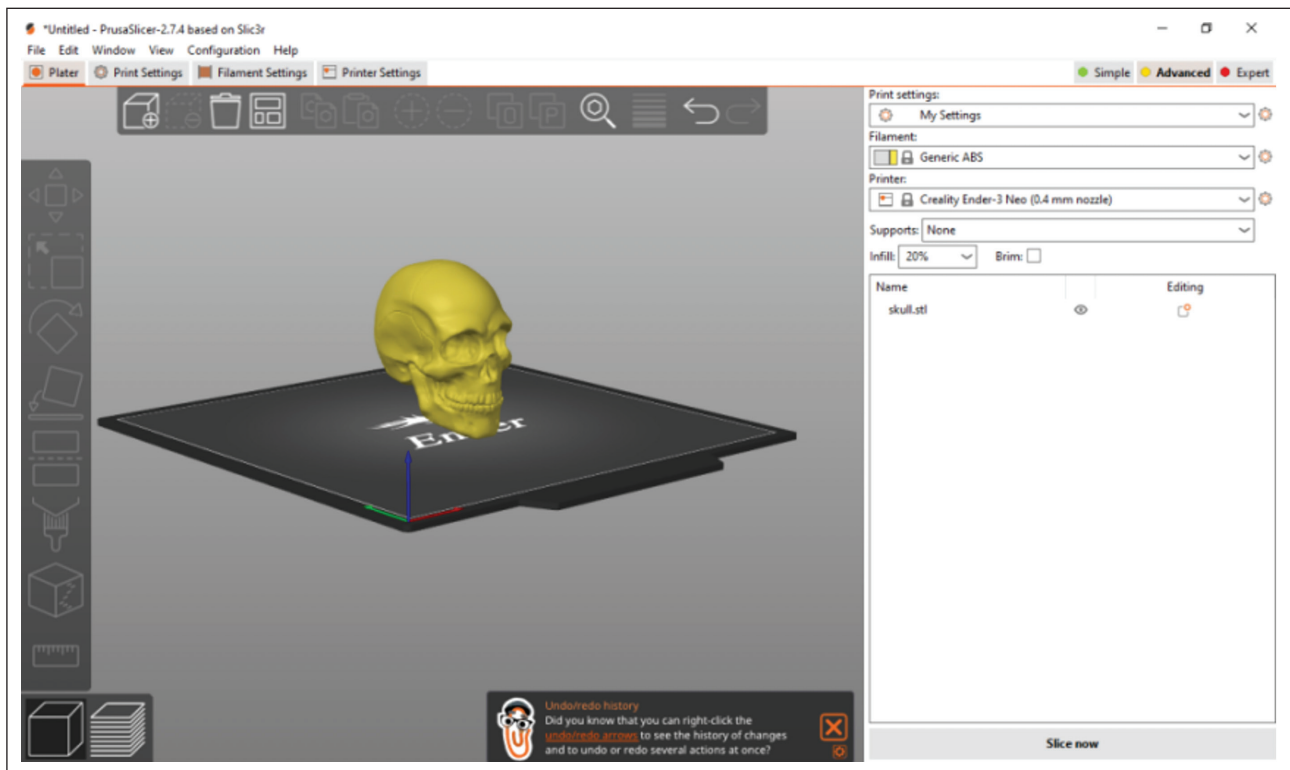 *Untitled - PrusaSlicer-2.7.4 based on Slic3r
File Edit Window View Configuration Help
Plater Print Settings Filament Settings Printer Settings Simple Advanced Expert
Print settings:
My Settings
Filament:
Generic ABS
Printer:
Creality Ender-3 Neo (0.4 mm nozzle)
Supports: None
Infill: 20% Brim:
Name Editing
skull.stl
Undo/redo history
Did you know that you can right-click the
undo/redo arrows to see the history of changes
and to undo or redo several actions at once?
Slice now